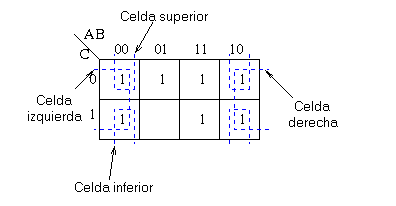 Celda superior
AB
C
00 01 11 10
0 1 1 1 1
Celda izquierda
Celda derecha
1 1 1 1
Celda inferior